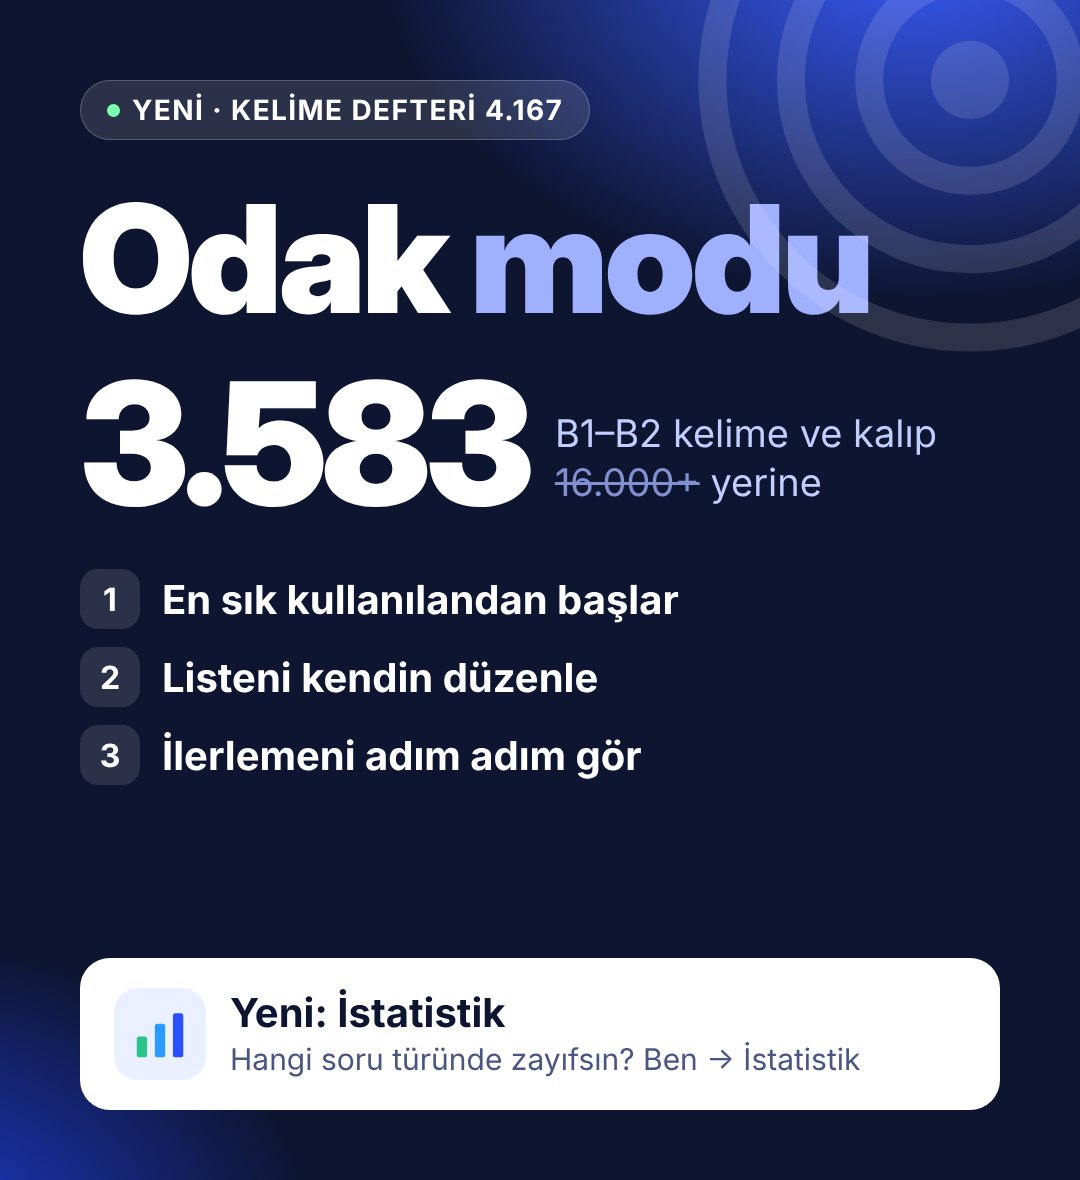 YENİ · KELİME DEFTERİ 4.167
Odak modu
3.583
B1–B2 kelime ve kalıp
16.000+ yerine
1 En sık kullanılandan başlar
2 Listeni kendin düzenle
3 İlerlemeni adım adım gör
Yeni: İstatistik
Hangi soru türünde zayıfsın? Ben → İstatistik